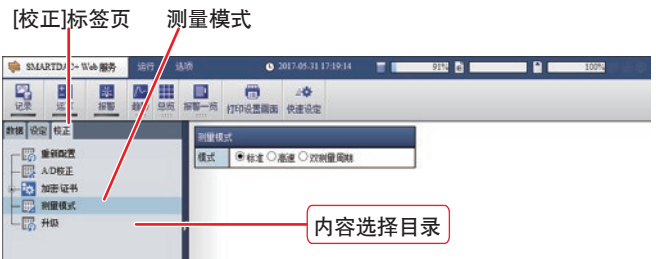 [校正]标签页 测量模式
SMARTDAC+ Web 服务 运行 选项 2017-05-31 17:19:14 91% 100%
记录 运算 报警 趋势 总览 报警一览 打印设置画面 快速设定
数据 设定 校正
重新配置
A/D校正
加密证书
测量模式
升级
测量模式
模式 标准 高速 双测量周期
内容选择目录